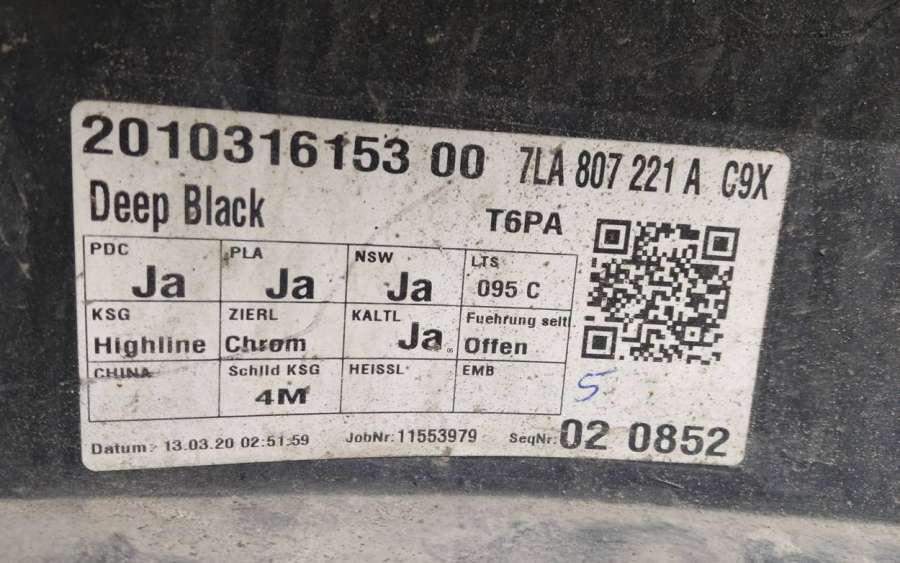 2010316153 00 7LA 807 221 A C9X
Deep Black T6PA
PDC PLA NSW LTS
Ja Ja Ja 095 C
KSG ZIERL KALTL Fuehrung seitl.
Highline Chrom Ja Offen
CHINA Schild KSG HEISSL EMB
4M
5
Datum: 13.03.20 02:51:59 JobNr: 11553979 SeqNr: 02 0852